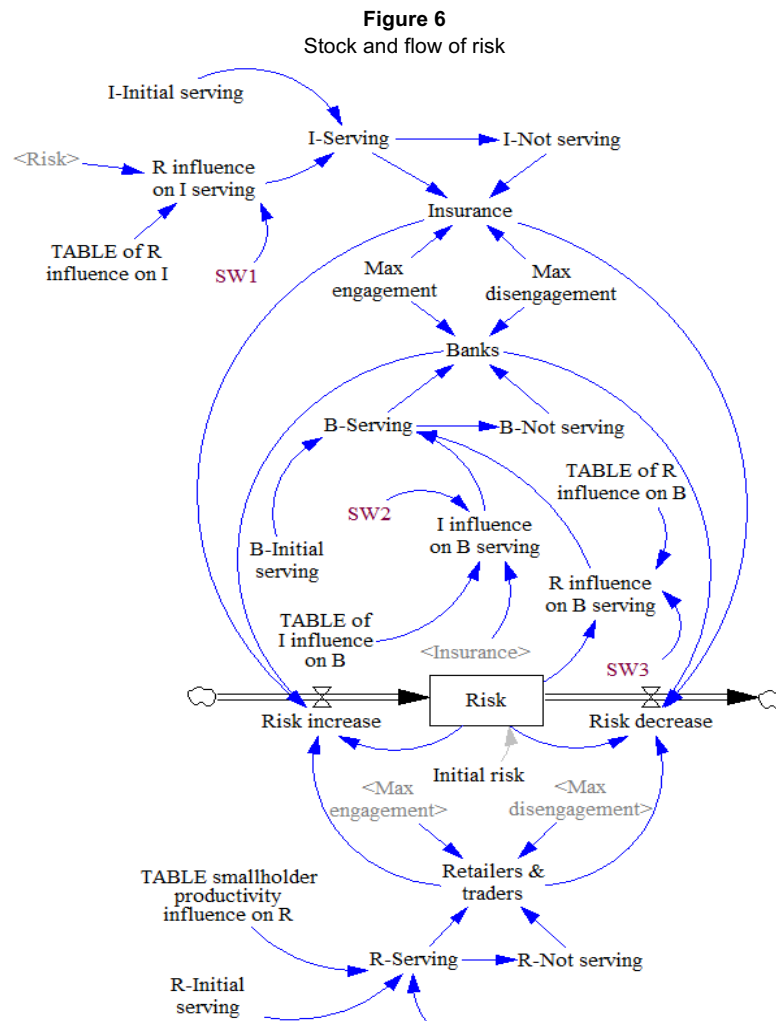 Figure 6
Stock and flow of risk
I-Initial serving
I-Serving
I-Not serving
<Risk>
R influence
on I serving
Insurance
TABLE of R
influence on I
SW1
Max
engagement
Max
disengagement
Banks
B-Serving
B-Not serving
TABLE of R
influence on B
SW2
I influence
on B serving
B-Initial
serving
R influence
on B serving
TABLE of
I influence
on B
<Insurance>
SW3
Risk
Risk increase
Risk decrease
Initial risk
<Max
engagement>
<Max
disengagement>
Retailers &
traders
TABLE smallholder
productivity
influence on R
R-Serving
R-Not serving
R-Initial
serving